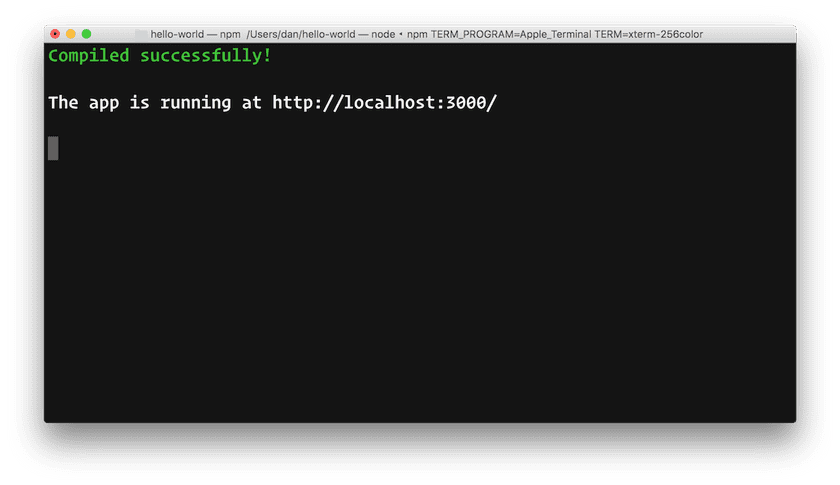 hello-world — npm /Users/dan/hello-world — node • npm TERM_PROGRAM=Apple_Terminal TERM=xterm-256color
Compiled successfully!
The app is running at http://localhost:3000/